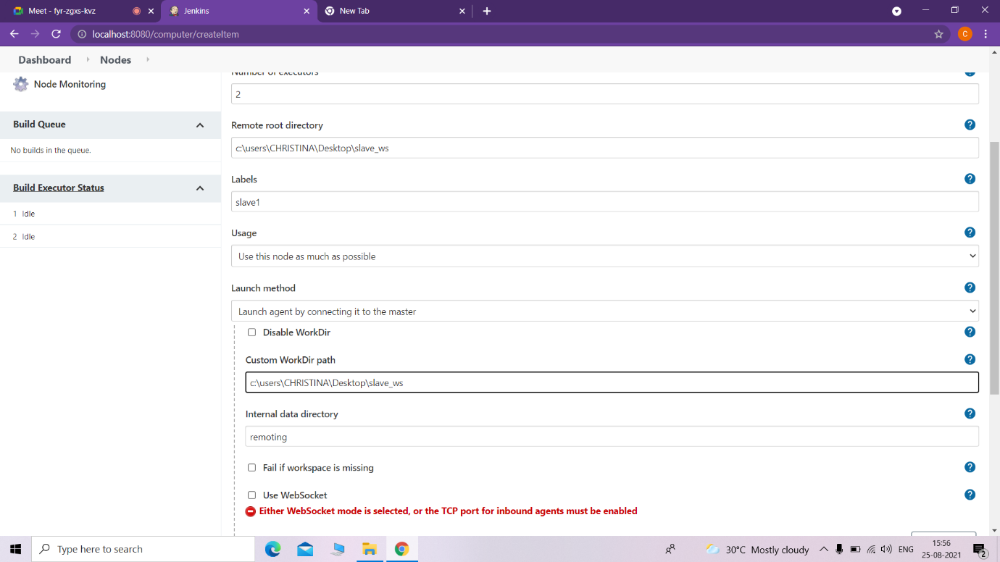 Meet - fyr-zgxs-kvz
Jenkins
New Tab
localhost:8080/computer/createItem
C
Dashboard
Nodes
Number of executors
Node Monitoring
2
Build Queue
Remote root directory
No builds in the queue.
c:\users\CHRISTINA\Desktop\slave_ws
Labels
Build Executor Status
slave1
1 Idle
Usage
2 Idle
Use this node as much as possible
Launch method
Launch agent by connecting it to the master
Disable WorkDir
Custom WorkDir path
c:\users\CHRISTINA\Desktop\slave_ws
Internal data directory
remoting
Fail if workspace is missing
Use WebSocket
Either WebSocket mode is selected, or the TCP port for inbound agents must be enabled
Type here to search
30°C Mostly cloudy
ENG
15:56
25-08-2021
2